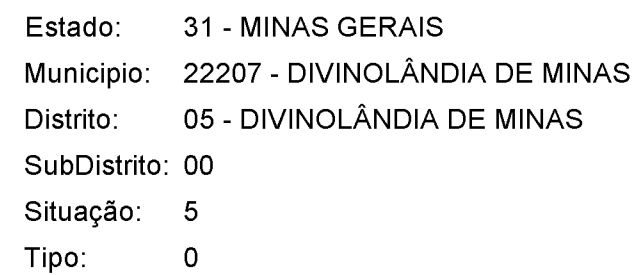 Estado: 31 - MINAS GERAIS
Municipio: 22207 - DIVINOLÂNDIA DE MINAS
Distrito: 05 - DIVINOLÂNDIA DE MINAS
SubDistrito: 00
Situação: 5
Tipo: 0